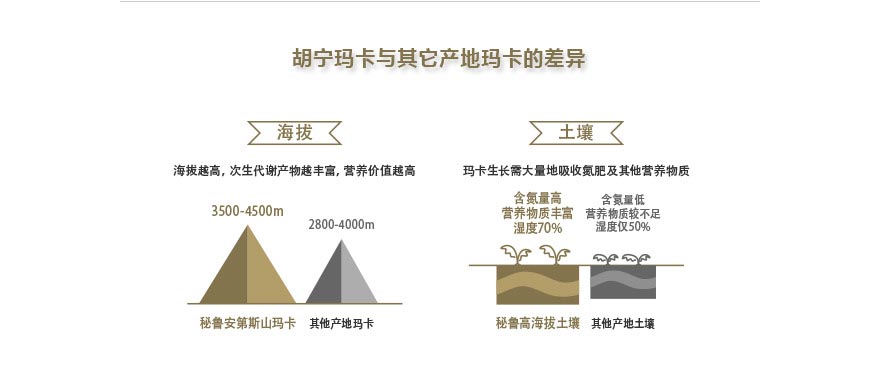 胡宁玛卡与其它产地玛卡的差异
海拔
海拔越高, 次生代谢产物越丰富, 营养价值越高
3500-4500m
2800-4000m
秘鲁安第斯山玛卡
其他产地玛卡
土壤
玛卡生长需大量地吸收氮肥及其他营养物质
含氮量高
营养物质丰富
湿度70%
含氮量低
营养物质较不足
湿度仅50%
秘鲁高海拔土壤
其他产地土壤